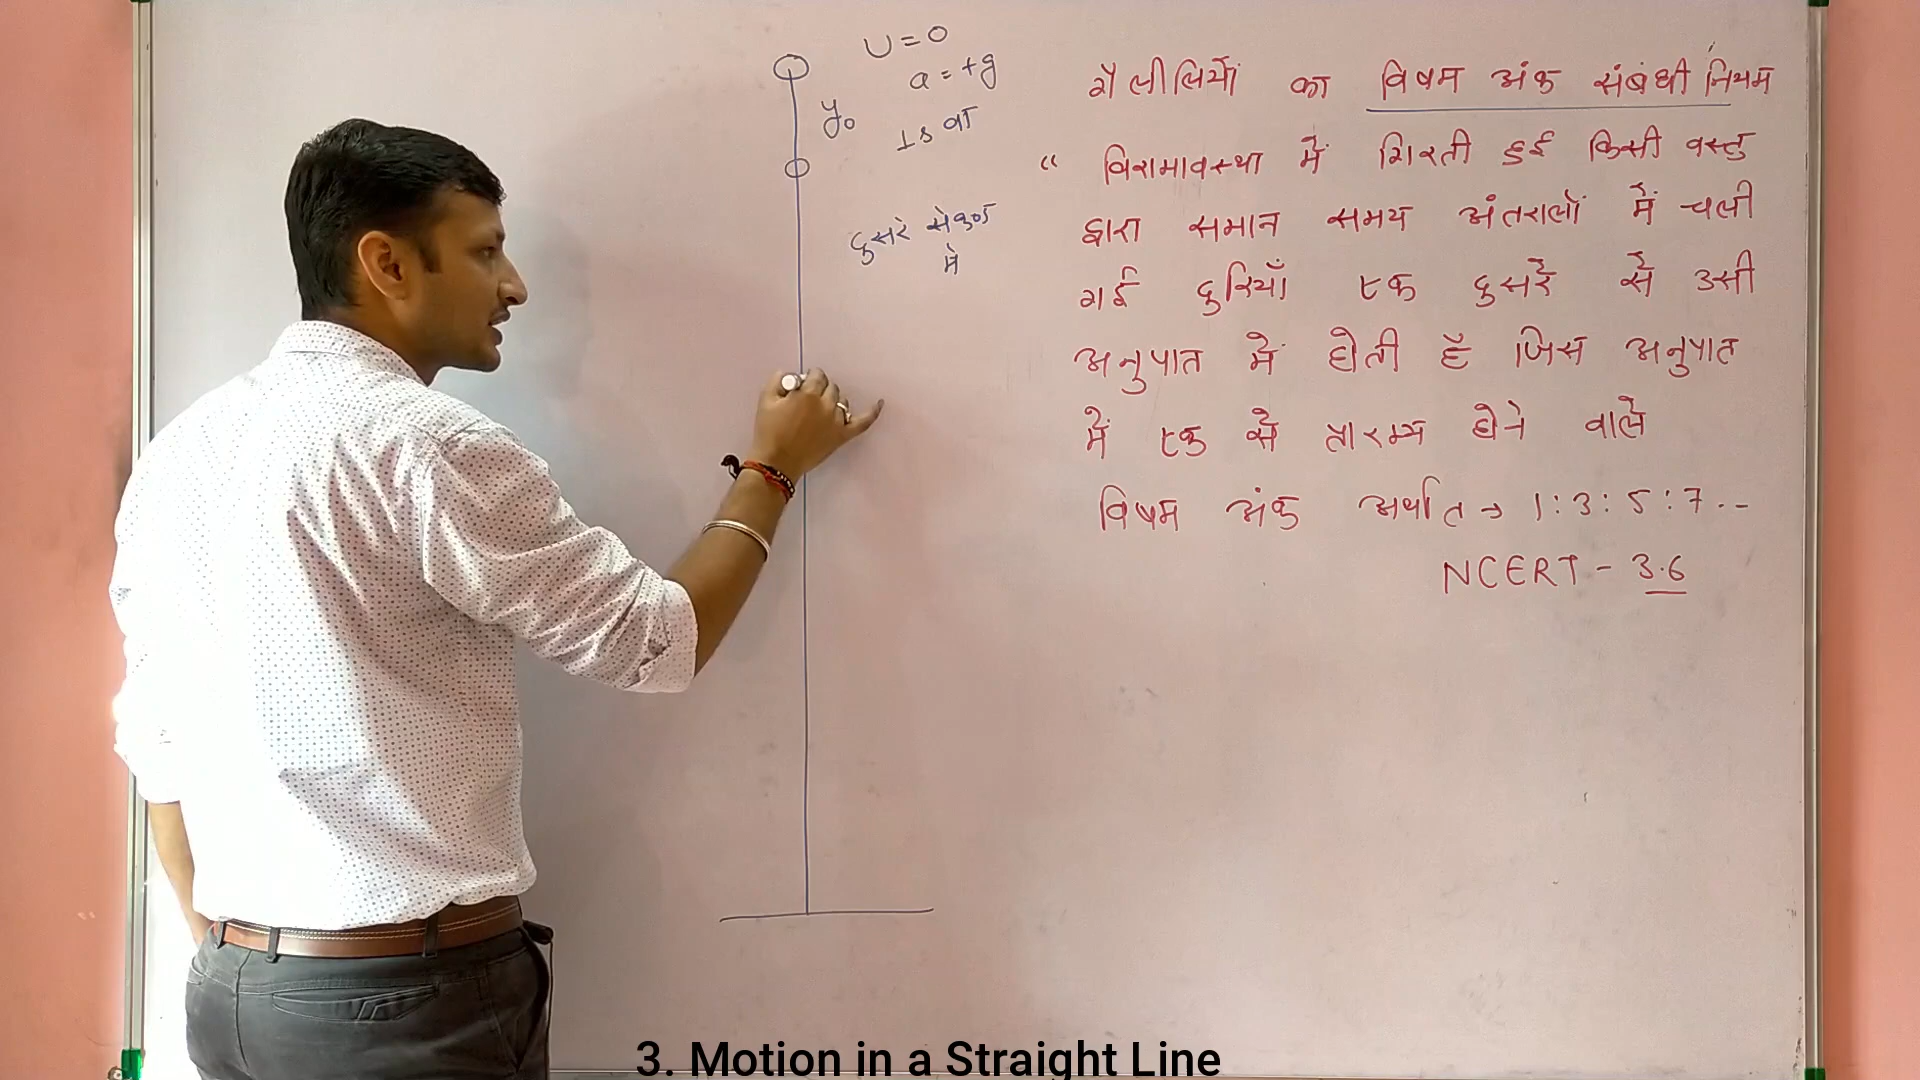 U = 0
a = +g
y₀
1s बाद
दुसरे सेकण्ड
में
गैलीलियों का विषम अंक संबंधी नियम
“ विरामावस्था में गिरती हुई किसी वस्तु
द्वारा समान समय अंतरालों में चली
गई दुरियाँ एक दुसरे से उसी
अनुपात में होती हैं जिस अनुपात
में एक से प्रारम्भ होने वाले
विषम अंक अर्थात → 1 : 3 : 5 : 7 . --
NCERT - 3.6
3. Motion in a Straight Line